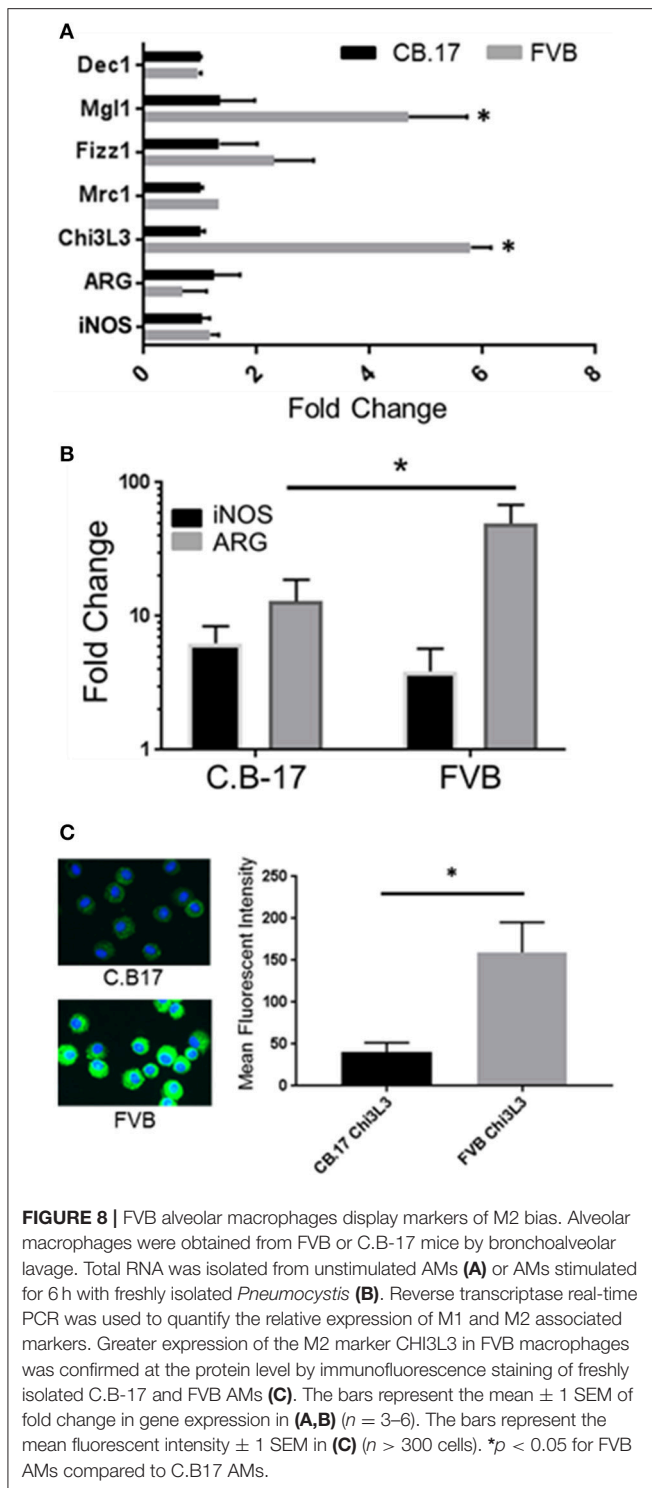 A
CB.17 FVB
Dec1
Mgl1
*
Fizz1
Mrc1
Chi3L3
*
ARG
iNOS
0 2 4 6 8
Fold Change
B
*
100
10
1
Fold Change
iNOS
ARG
C.B-17 FVB
C
C.B17
FVB
*
250
200
150
100
50
0
Mean Fluorescent Intensity
CB.17 Chi3L3
FVB Chi3L3
FIGURE 8 | FVB alveolar macrophages display markers of M2 bias. Alveolar
macrophages were obtained from FVB or C.B-17 mice by bronchoalveolar
lavage. Total RNA was isolated from unstimulated AMs (A) or AMs stimulated
for 6 h with freshly isolated Pneumocystis (B). Reverse transcriptase real-time
PCR was used to quantify the relative expression of M1 and M2 associated
markers. Greater expression of the M2 marker CHI3L3 in FVB macrophages
was confirmed at the protein level by immunofluorescence staining of freshly
isolated C.B-17 and FVB AMs (C). The bars represent the mean ± 1 SEM of
fold change in gene expression in (A,B) (n = 3–6). The bars represent the
mean fluorescent intensity ± 1 SEM in (C) (n > 300 cells). *p < 0.05 for FVB
AMs compared to C.B17 AMs.